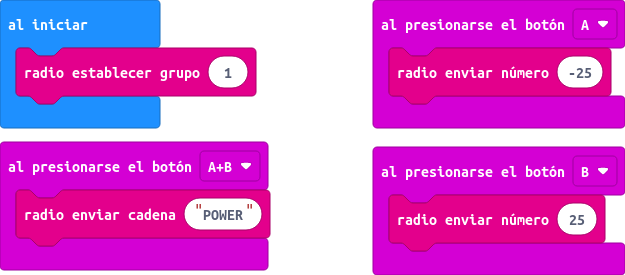 al iniciar
radio establecer grupo 1
al presionarse el botón A
radio enviar número -25
al presionarse el botón A+B
radio enviar cadena "POWER"
al presionarse el botón B
radio enviar número 25